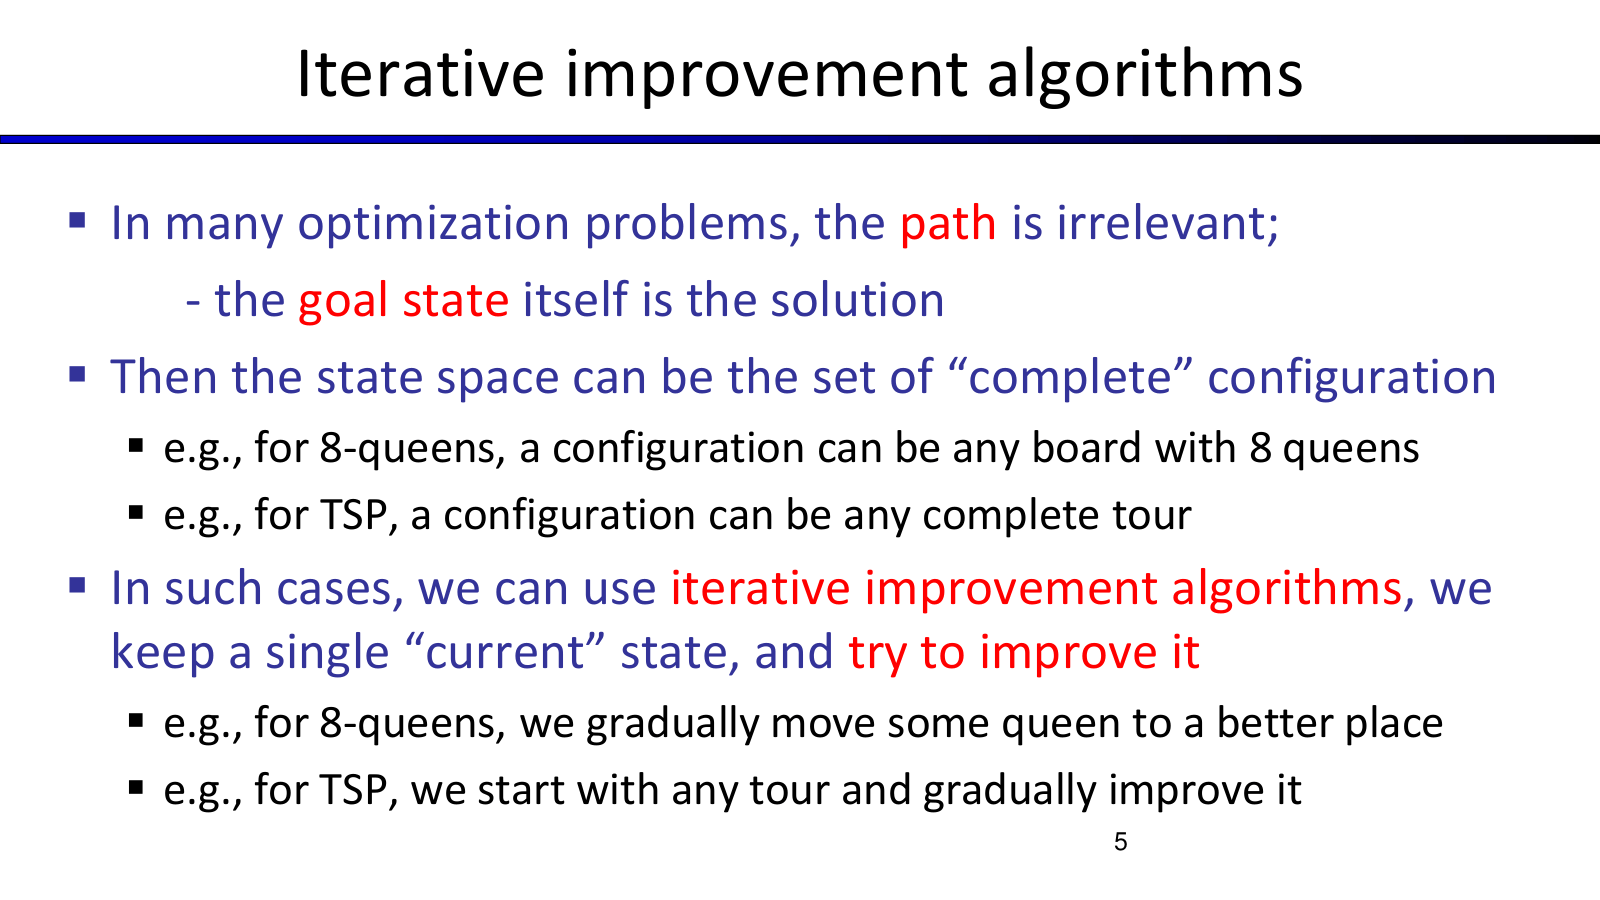 Iterative improvement algorithms
▪ In many optimization problems, the path is irrelevant;
- the goal state itself is the solution
▪ Then the state space can be the set of “complete” configuration
▪ e.g., for 8-queens, a configuration can be any board with 8 queens
▪ e.g., for TSP, a configuration can be any complete tour
▪ In such cases, we can use iterative improvement algorithms, we
keep a single “current” state, and try to improve it
▪ e.g., for 8-queens, we gradually move some queen to a better place
▪ e.g., for TSP, we start with any tour and gradually improve it
5